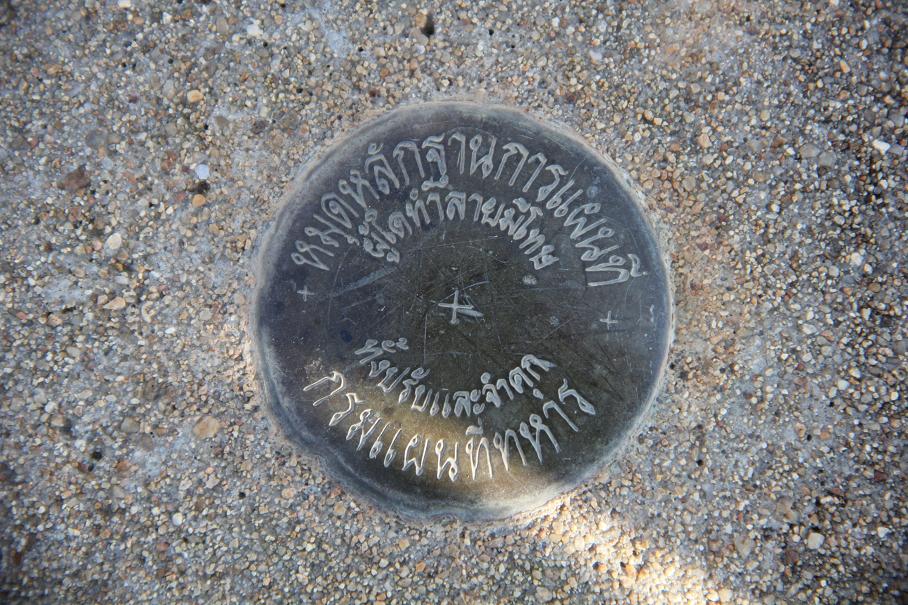 หมุดหลักฐานการแผนที่
ผู้ใดทำลายมีโทษ
ทั้งปรับและจำคุก
กรมแผนที่ทหาร